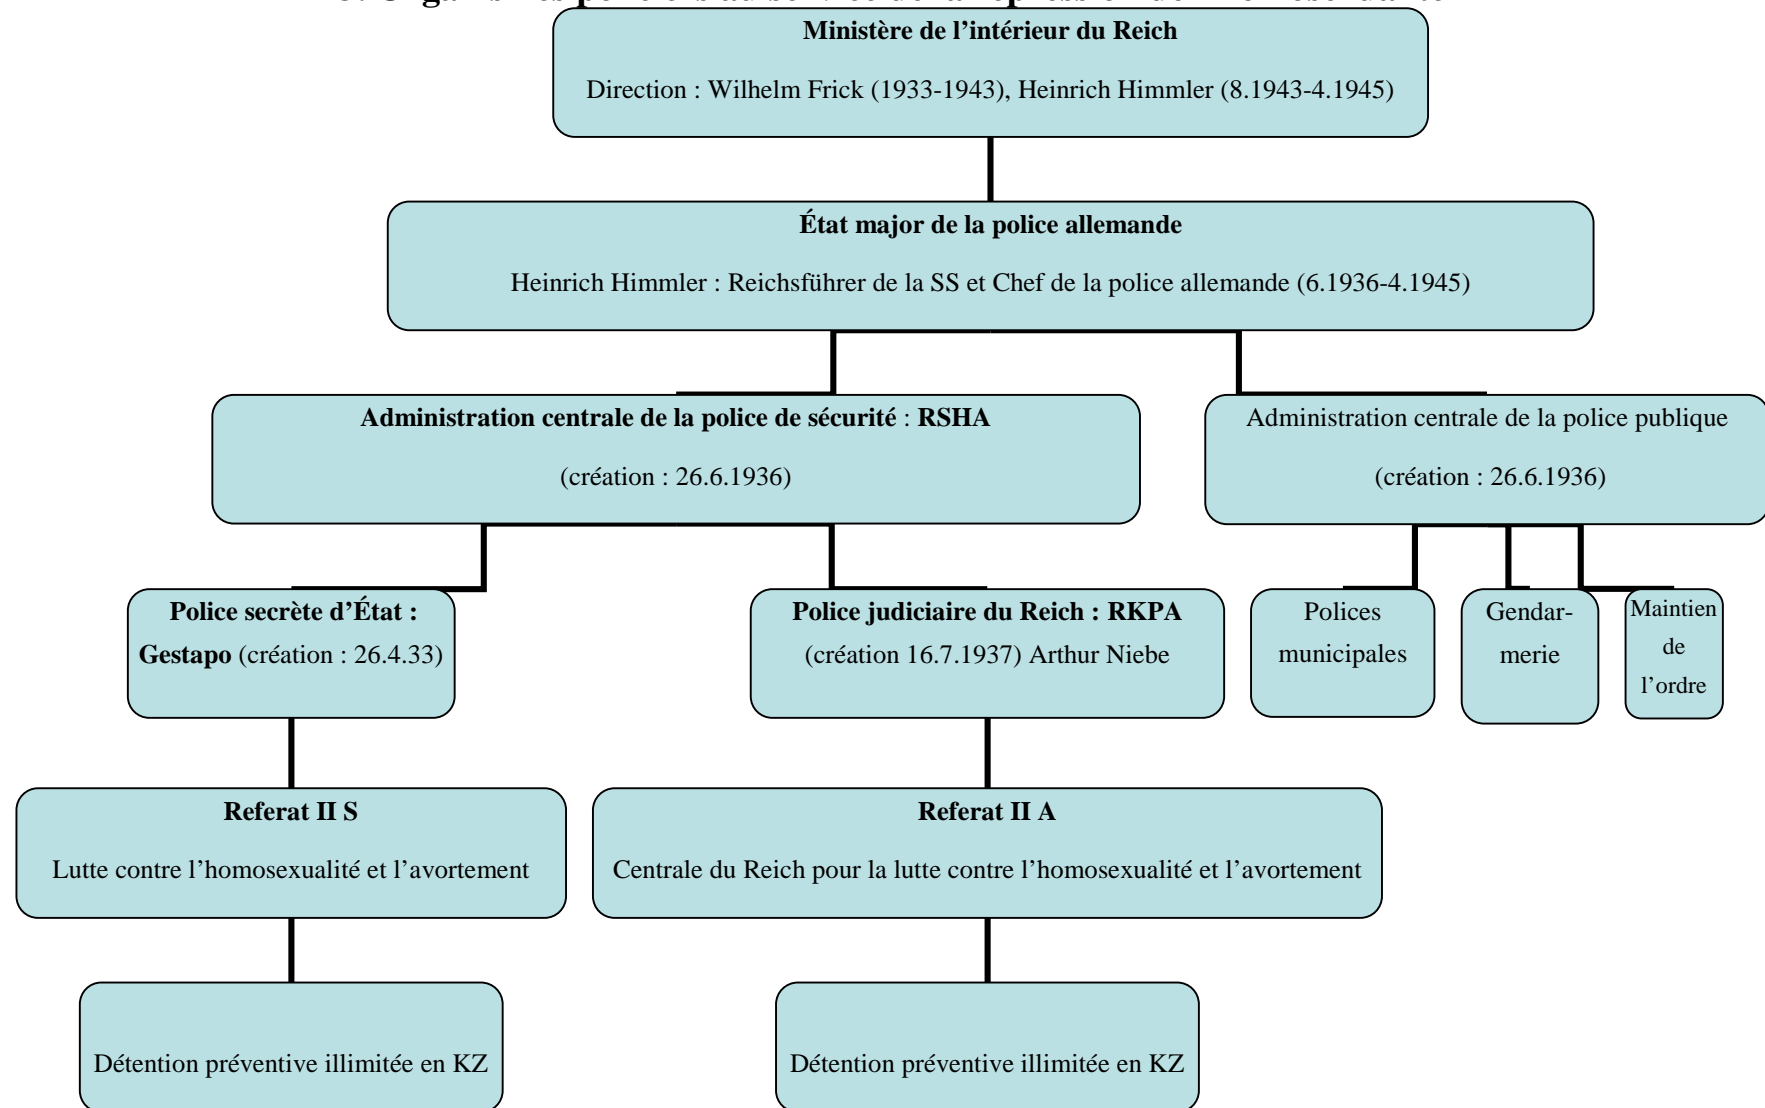 Ministère de l’intérieur du Reich
Direction : Wilhelm Frick (1933-1943), Heinrich Himmler (8.1943-4.1945)
État major de la police allemande
Heinrich Himmler : Reichsführer de la SS et Chef de la police allemande (6.1936-4.1945)
Administration centrale de la police de sécurité : RSHA
(création : 26.6.1936)
Administration centrale de la police publique
(création : 26.6.1936)
Police secrète d’État :
Gestapo (création : 26.4.33)
Police judiciaire du Reich : RKPA
(création 16.7.1937) Arthur Niebe
Polices
municipales
Gendar-
merie
Maintien
de
l’ordre
Referat II S
Lutte contre l’homosexualité et l’avortement
Referat II A
Centrale du Reich pour la lutte contre l’homosexualité et l’avortement
Détention préventive illimitée en KZ
Détention préventive illimitée en KZ